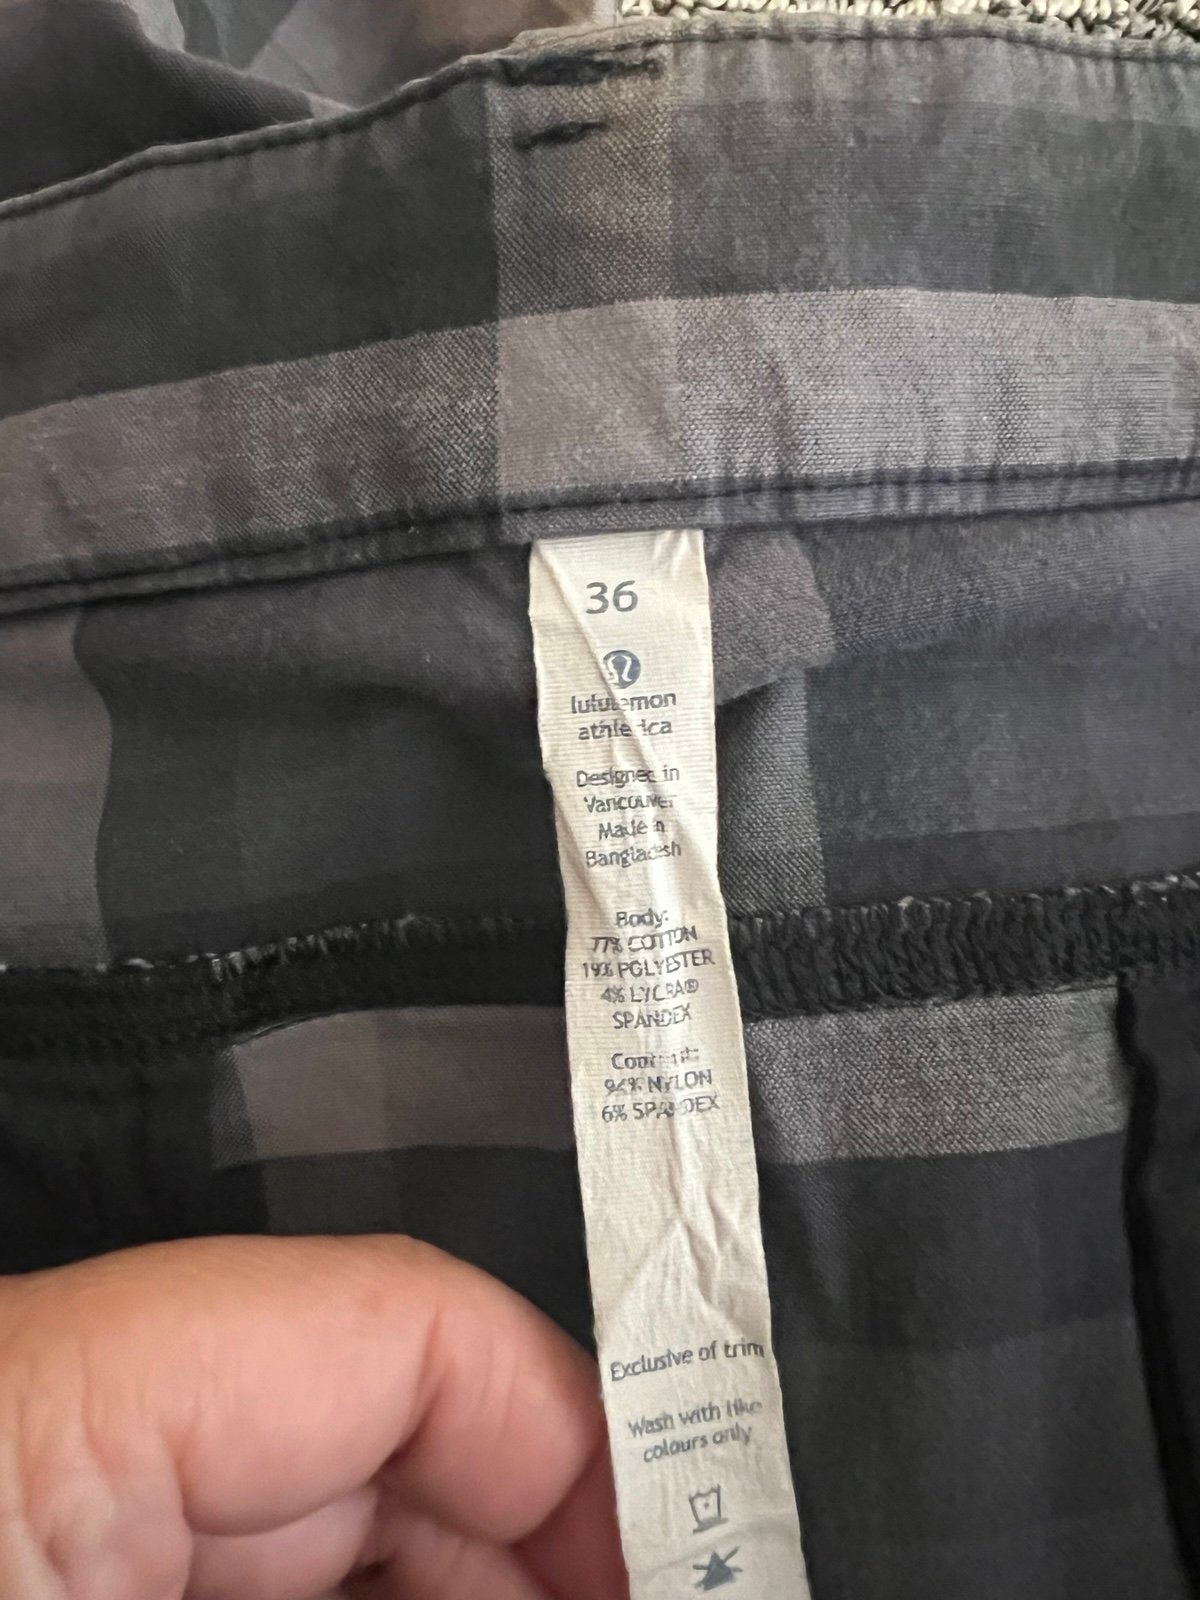 36
lululemon
athletica
Designed in
Vancouver
Made in
Bangladesh
Body:
77% COTTON
19% POLYESTER
4% LYCRA®
SPANDEX
Content:
94% NYLON
6% SPANDEX
Exclusive of trim
Wash with like
colours only